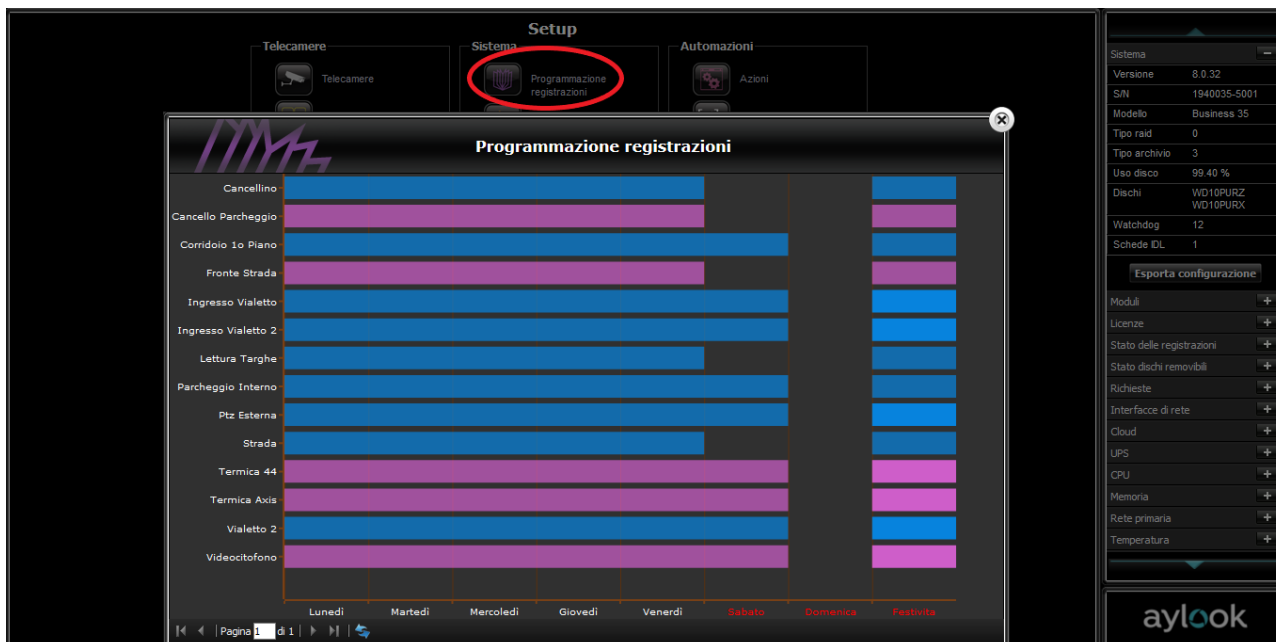 Setup
Telecamere
Sistema
Automazioni
Telecamere
Programmazione
registrazioni
Azioni
Programmazione registrazioni
Cancellino
Cancello Parcheggio
Corridoio 1o Piano
Fronte Strada
Ingresso Vialetto
Ingresso Vialetto 2
Lettura Targhe
Parcheggio Interno
Ptz Esterna
Strada
Termica 44
Termica Axis
Vialetto 2
Videocitofono
Lunedì Martedì Mercoledì Giovedì Venerdì Sabato Domenica Festivita
Pagina 1 di 1
Sistema
Versione 8.0.32
S/N 1940035-5001
Modello Business 35
Tipo raid 0
Tipo archivio 3
Uso disco 99.40 %
Dischi WD10PURZ
WD10PURX
Watchdog 12
Schede IDL 1
Esporta configurazione
Moduli
Licenze
Stato delle registrazioni
Stato dischi removibili
Richieste
Interfacce di rete
Cloud
UPS
CPU
Memoria
Rete primaria
Temperatura
aylook